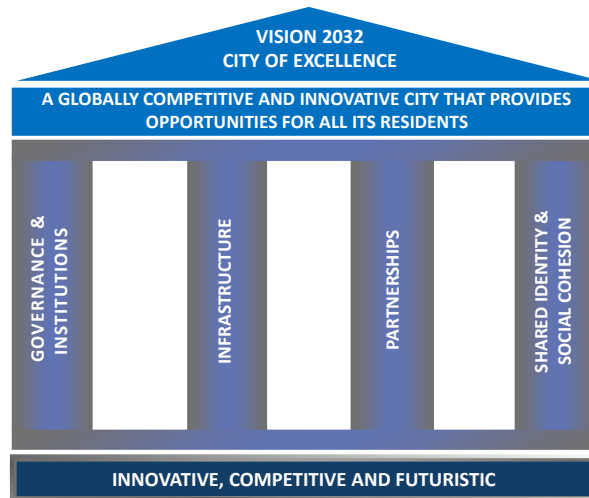 VISION 2032
CITY OF EXCELLENCE
A GLOBALLY COMPETITIVE AND INNOVATIVE CITY THAT PROVIDES
OPPORTUNITIES FOR ALL ITS RESIDENTS
GOVERNANCE &
INSTITUTIONS
INFRASTRUCTURE
PARTNERSHIPS
SHARED IDENTITY &
SOCIAL COHESION
INNOVATIVE, COMPETITIVE AND FUTURISTIC